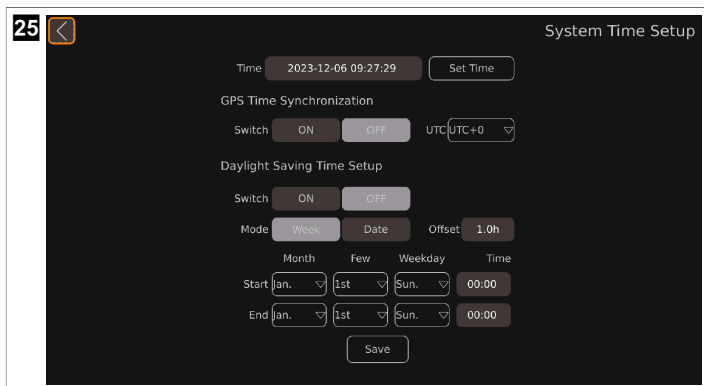 25
System Time Setup
Time 2023-12-06 09:27:29 Set Time
GPS Time Synchronization
Switch ON OFF UTC UTC+0
Daylight Saving Time Setup
Switch ON OFF
Mode Week Date Offset 1.0h
Month Few Weekday Time
Start Jan. 1st Sun. 00:00
End Jan. 1st Sun. 00:00
Save